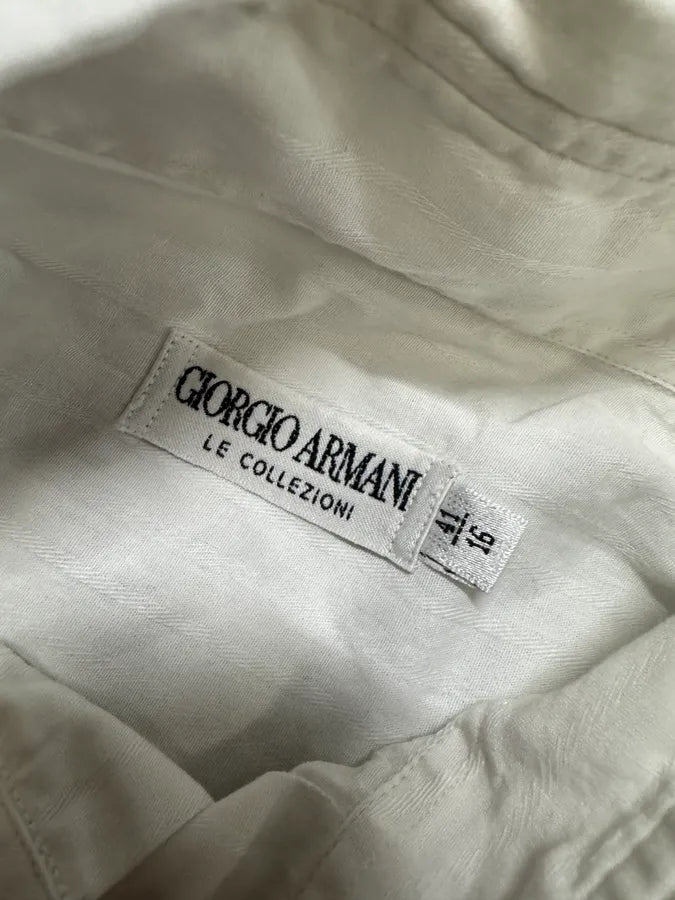 GIORGIO ARMANI
LE COLLEZIONI
41
16